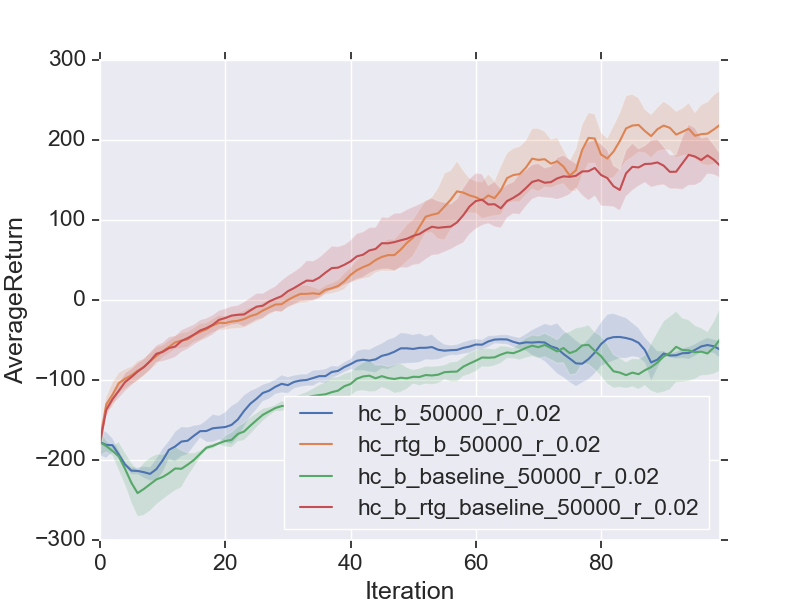 300
200
100
0
−100
−200
−300
AverageReturn
hc_b_50000_r_0.02
hc_rtg_b_50000_r_0.02
hc_b_baseline_50000_r_0.02
hc_b_rtg_baseline_50000_r_0.02
0 20 40 60 80
Iteration